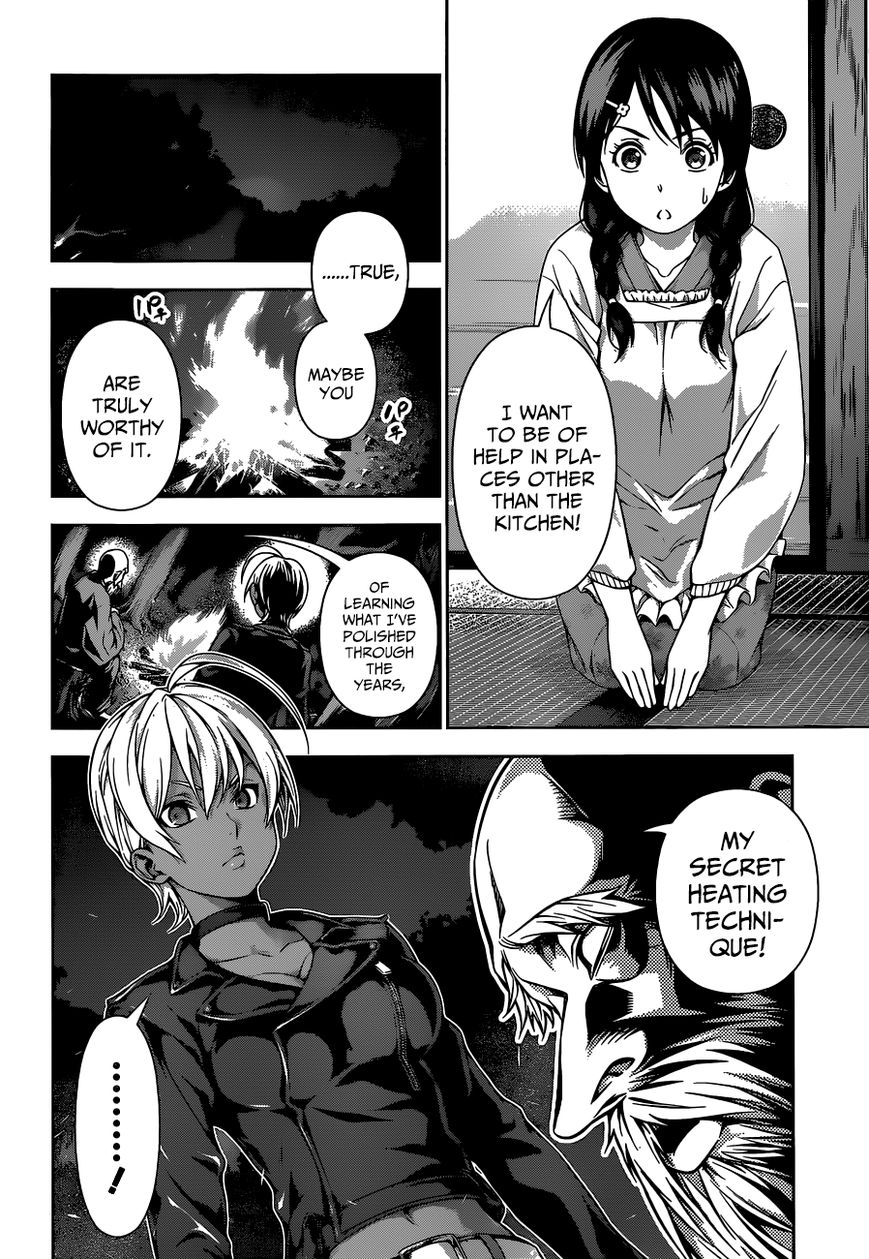 I WANT
TO BE OF
HELP IN PLA-
CES OTHER
THAN THE
KITCHEN!
......TRUE,
MAYBE
YOU
ARE
TRULY
WORTHY
OF IT.
OF
LEARNING
WHAT I'VE
POLISHED
THROUGH
THE
YEARS,
MY
SECRET
HEATING
TECHNI-
QUE!
.........!